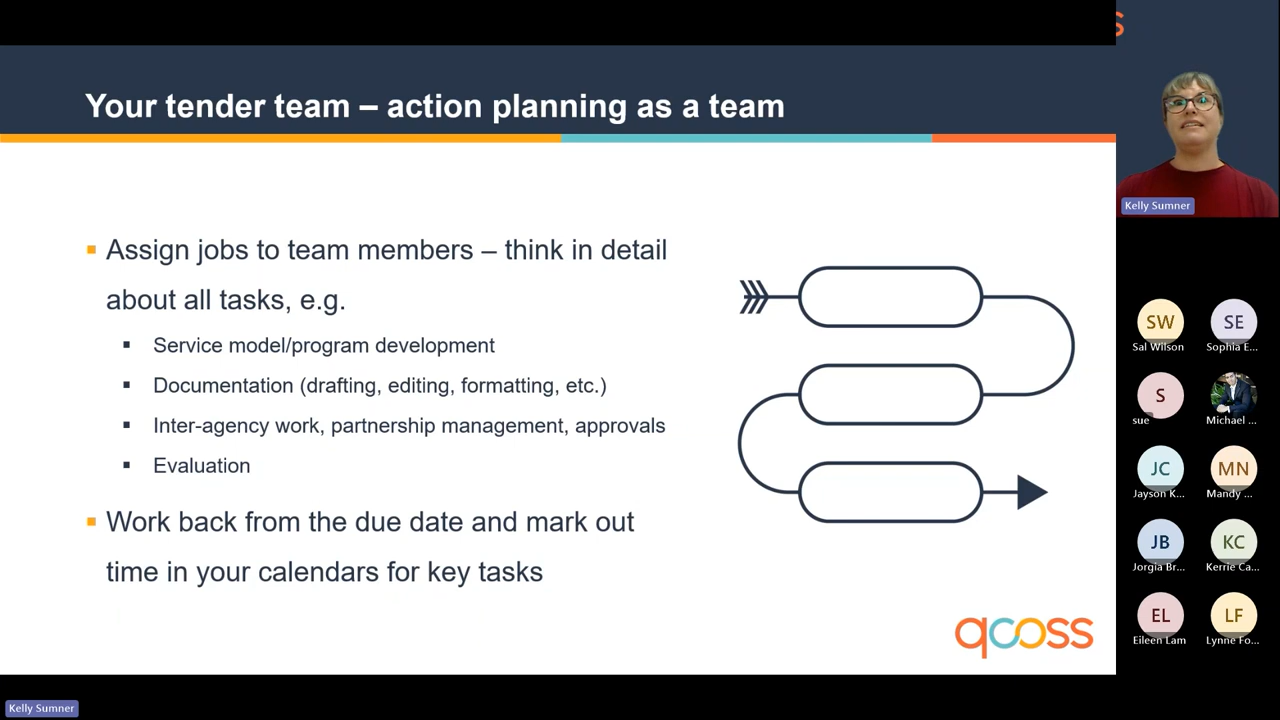 Your tender team – action planning as a team
Assign jobs to team members – think in detail
about all tasks, e.g.
Service model/program development
Documentation (drafting, editing, formatting, etc.)
Inter-agency work, partnership management, approvals
Evaluation
Work back from the due date and mark out
time in your calendars for key tasks
qcoss
Kelly Sumner
s
Kelly Sumner
SW
Sal Wilson
SE
Sophia E...
S
sue
Michael ...
JC
Jayson K...
MN
Mandy ...
JB
Jorgia Br...
KC
Kerrie Ca...
EL
Eileen Lam
LF
Lynne Fo...